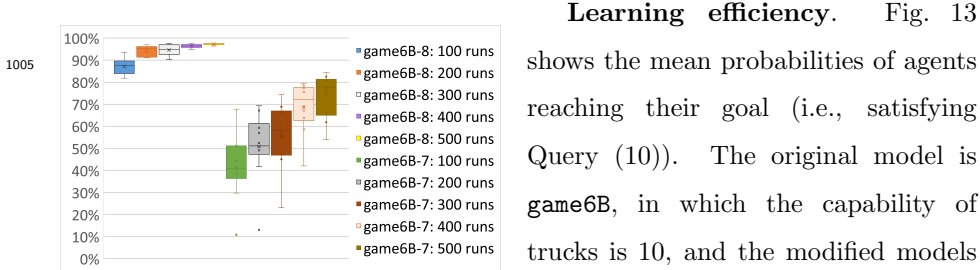 1005
100%
90%
80%
70%
60%
50%
40%
30%
20%
10%
0%
game6B-8: 100 runs
game6B-8: 200 runs
game6B-8: 300 runs
game6B-8: 400 runs
game6B-8: 500 runs
game6B-7: 100 runs
game6B-7: 200 runs
game6B-7: 300 runs
game6B-7: 400 runs
game6B-7: 500 runs
Learning efficiency. Fig. 13
shows the mean probabilities of agents
reaching their goal (i.e., satisfying
Query (10)). The original model is
game6B, in which the capability of
trucks is 10, and the modified models